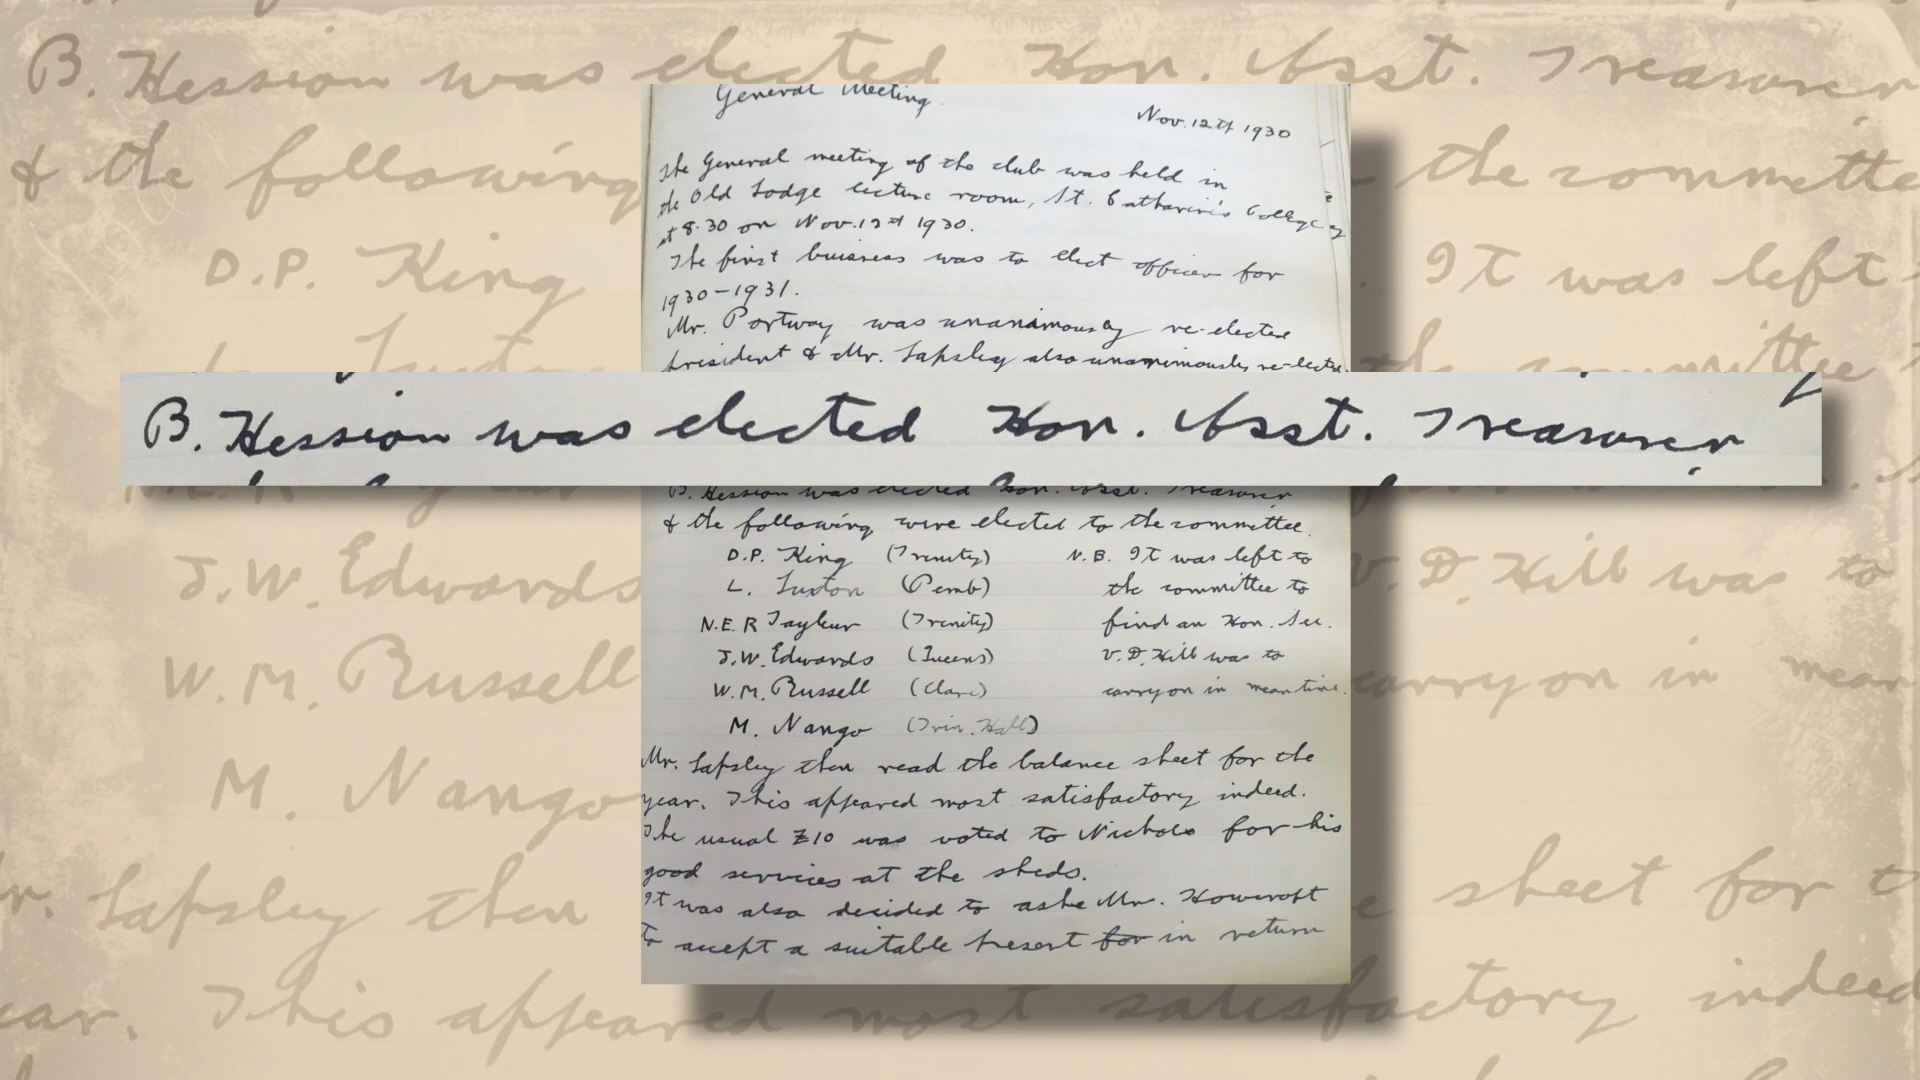 General Meeting.
Nov. 12th 1930
The General meeting of the club was held in
the Old Lodge lecture room, St. Catharine's College
at 8.30 on Nov. 12th 1930.
The first business was to elect officers for
1930-1931.
Mr. Portway was unanimously re-elected
president & Mr. Lapsley also unanimously re-elected
B. Hession was elected Hon. Asst. Treasurer
B. Hession was elected Hon. Asst. Treasurer
& the following were elected to the committee.
D.P. King (Trinity) N.B. It was left to
L. Luxton (Pemb) the committee to
N.E.R Tayleur (Trinity) find an Hon. Sec.
J.W. Edwards (Queens) V.D. Hill was to
W.M. Russell (Clare) carry on in meantime.
M. Nango (Trin. Hall)
Mr. Lapsley then read the balance sheet for the
year. This appeared most satisfactory indeed.
The usual £10 was voted to Nichols for his
good services at the sheds.
It was also decided to aske Mr. Howcroft
to accept a suitable present for in return